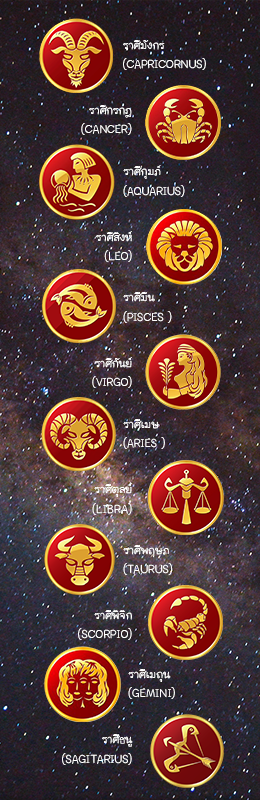 ราศีมังกร
(CAPRICORNUS)
ราศีกรกฎ
(CANCER)
ราศีกุมภ์
(AQUARIUS)
ราศีสิงห์
(LEO)
ราศีมีน
(PISCES )
ราศีกันย์
(VIRGO)
ราศีเมษ
(ARIES )
ราศีตุลย์
(LIBRA)
ราศีพฤษภ
(TAURUS)
ราศีพิจิก
(SCORPIO)
ราศีเมถุน
(GEMINI)
ราศีธนู
(SAGITARIUS)